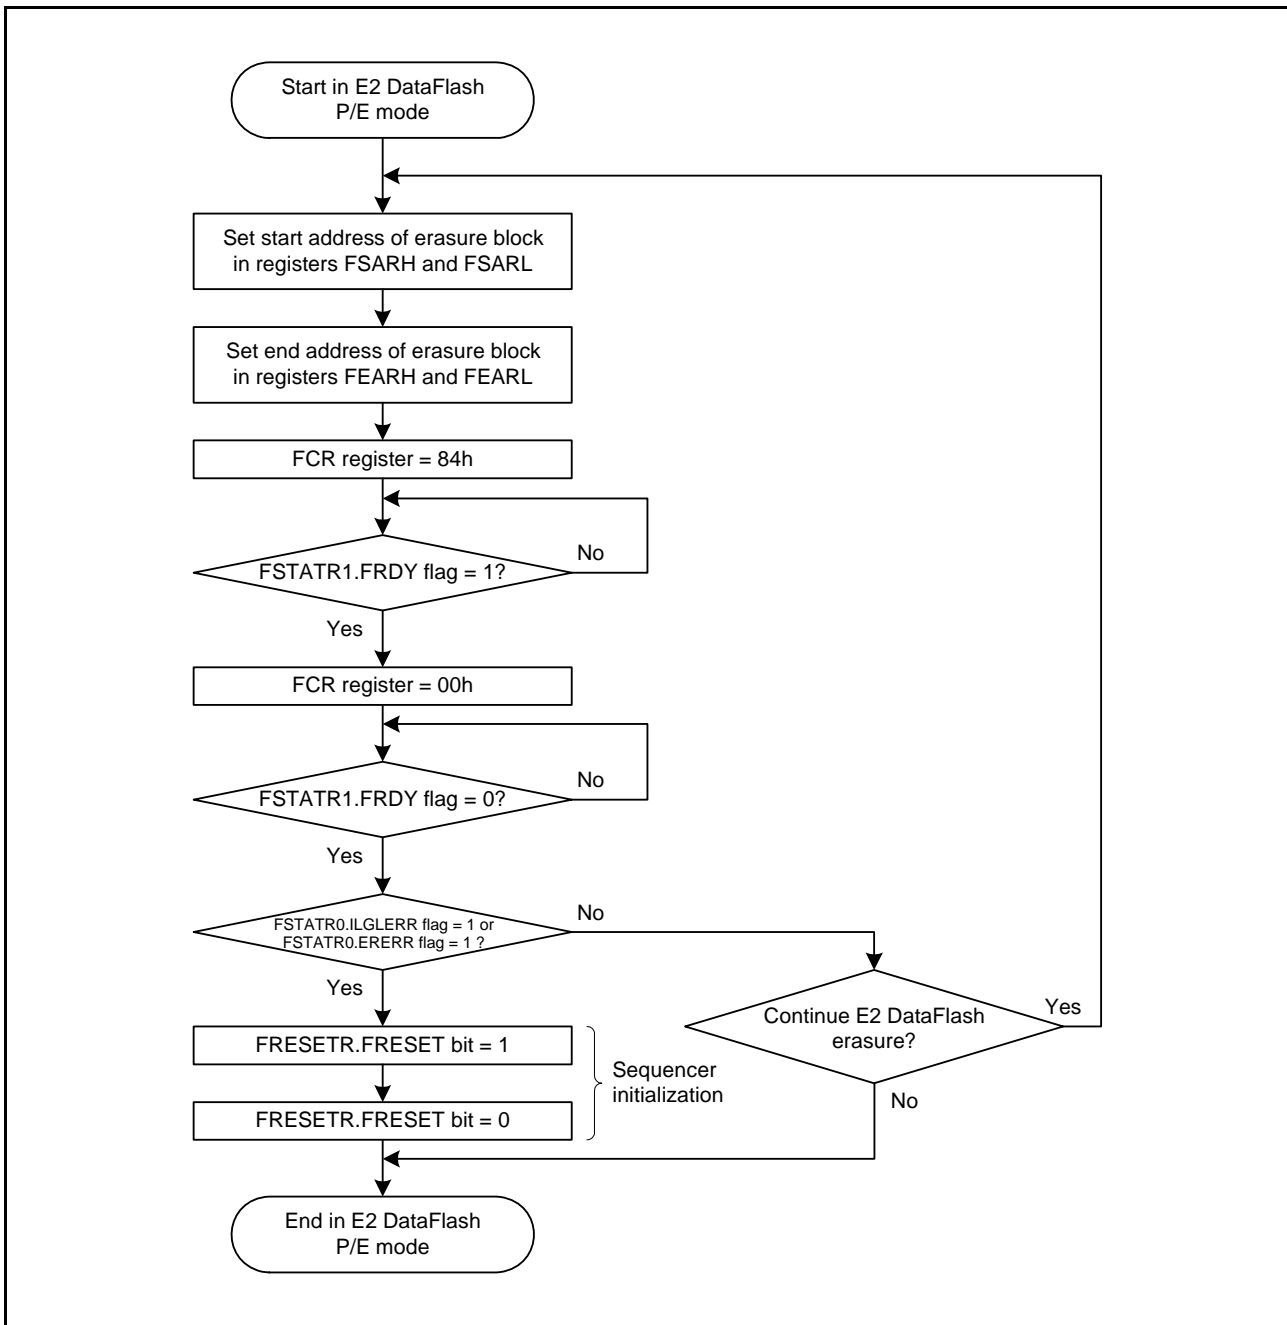 Start in E2 DataFlash
P/E mode
Set start address of erasure block
in registers FSARH and FSARL
Set end address of erasure block
in registers FEARH and FEARL
FCR register = 84h
FSTATR1.FRDY flag = 1?
No
Yes
FCR register = 00h
FSTATR1.FRDY flag = 0?
No
Yes
FSTATR0.ILGLERR flag = 1 or
FSTATR0.ERERR flag = 1 ?
No
Yes
Continue E2 DataFlash
erasure?
Yes
No
FRESETR.FRESET bit = 1
FRESETR.FRESET bit = 0
Sequencer
initialization
End in E2 DataFlash
P/E mode